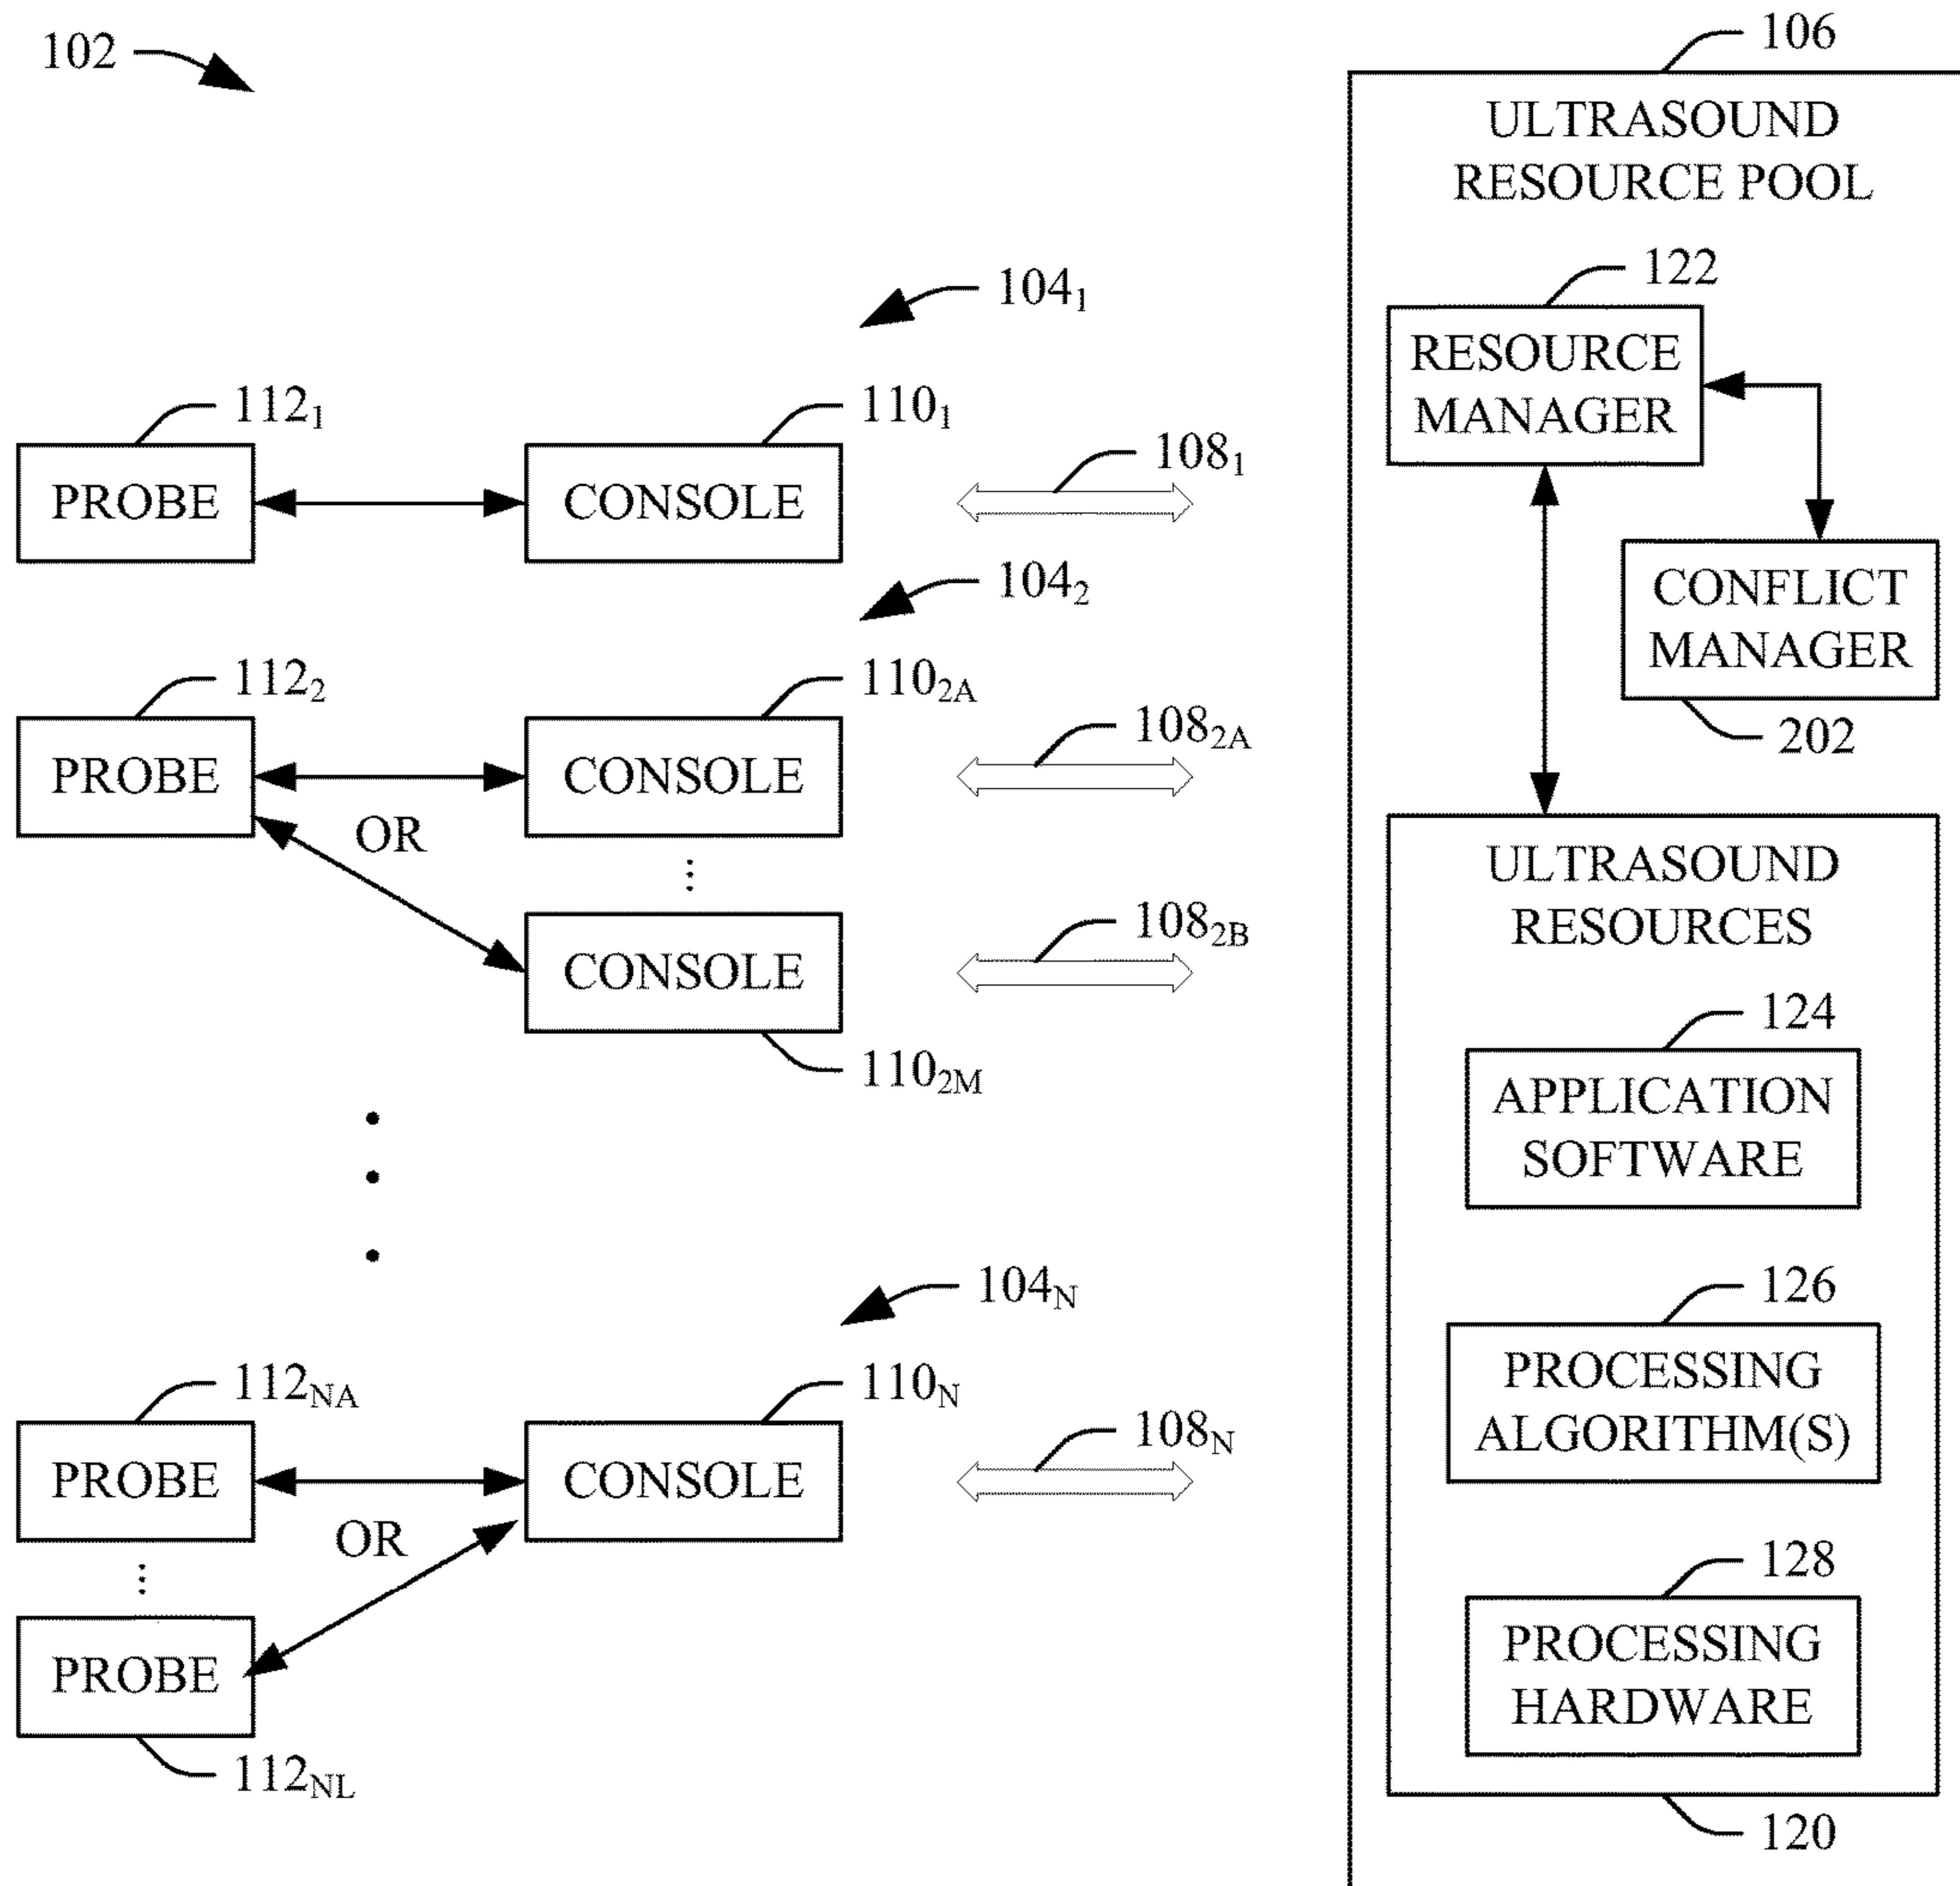 102
106
ULTRASOUND
RESOURCE POOL
122
RESOURCE
MANAGER
CONFLICT
MANAGER
202
104₁
112₁
110₁
108₁
PROBE
CONSOLE
104₂
112₂
110₂A
108₂A
PROBE
CONSOLE
OR
...
108₂B
CONSOLE
110₂M
104N
112NA
110N
108N
PROBE
CONSOLE
OR
...
PROBE
112NL
ULTRASOUND
RESOURCES
124
APPLICATION
SOFTWARE
126
PROCESSING
ALGORITHM(S)
128
PROCESSING
HARDWARE
120